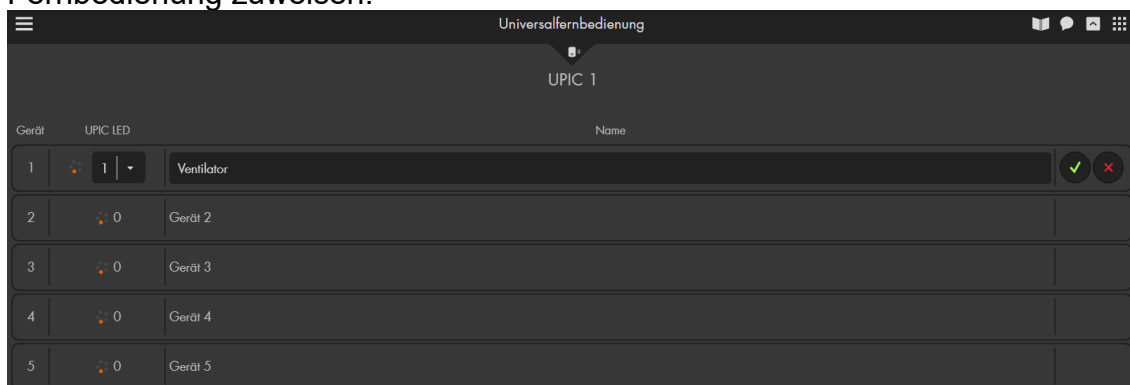 Fernbedienung zuweisen.
Universalfernbedienung
UPIC 1
Gerät UPIC LED Name
1 1 Ventilator
2 0 Gerät 2
3 0 Gerät 3
4 0 Gerät 4
5 0 Gerät 5